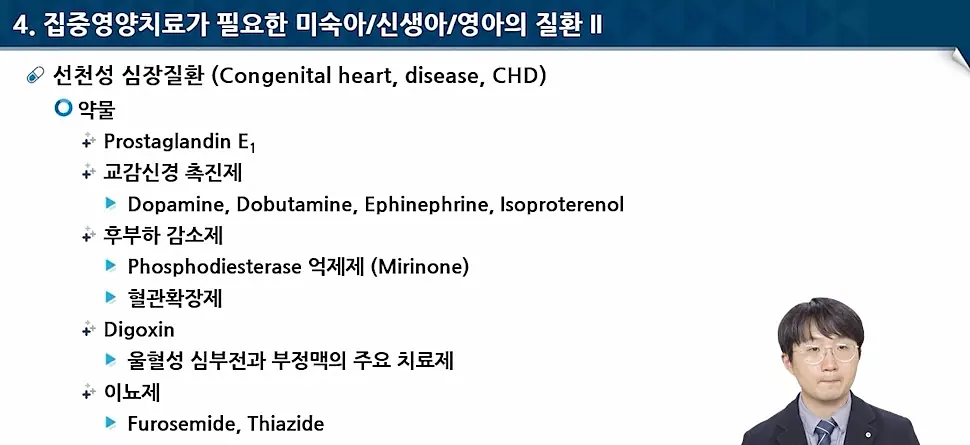 4. 집중영양치료가 필요한 미숙아/신생아/영아의 질환 II
선천성 심장질환 (Congenital heart, disease, CHD)
약물
Prostaglandin E1
교감신경 촉진제
Dopamine, Dobutamine, Ephinephrine, Isoproterenol
후부하 감소제
Phosphodiesterase 억제제 (Mirinone)
혈관확장제
Digoxin
울혈성 심부전과 부정맥의 주요 치료제
이뇨제
Furosemide, Thiazide